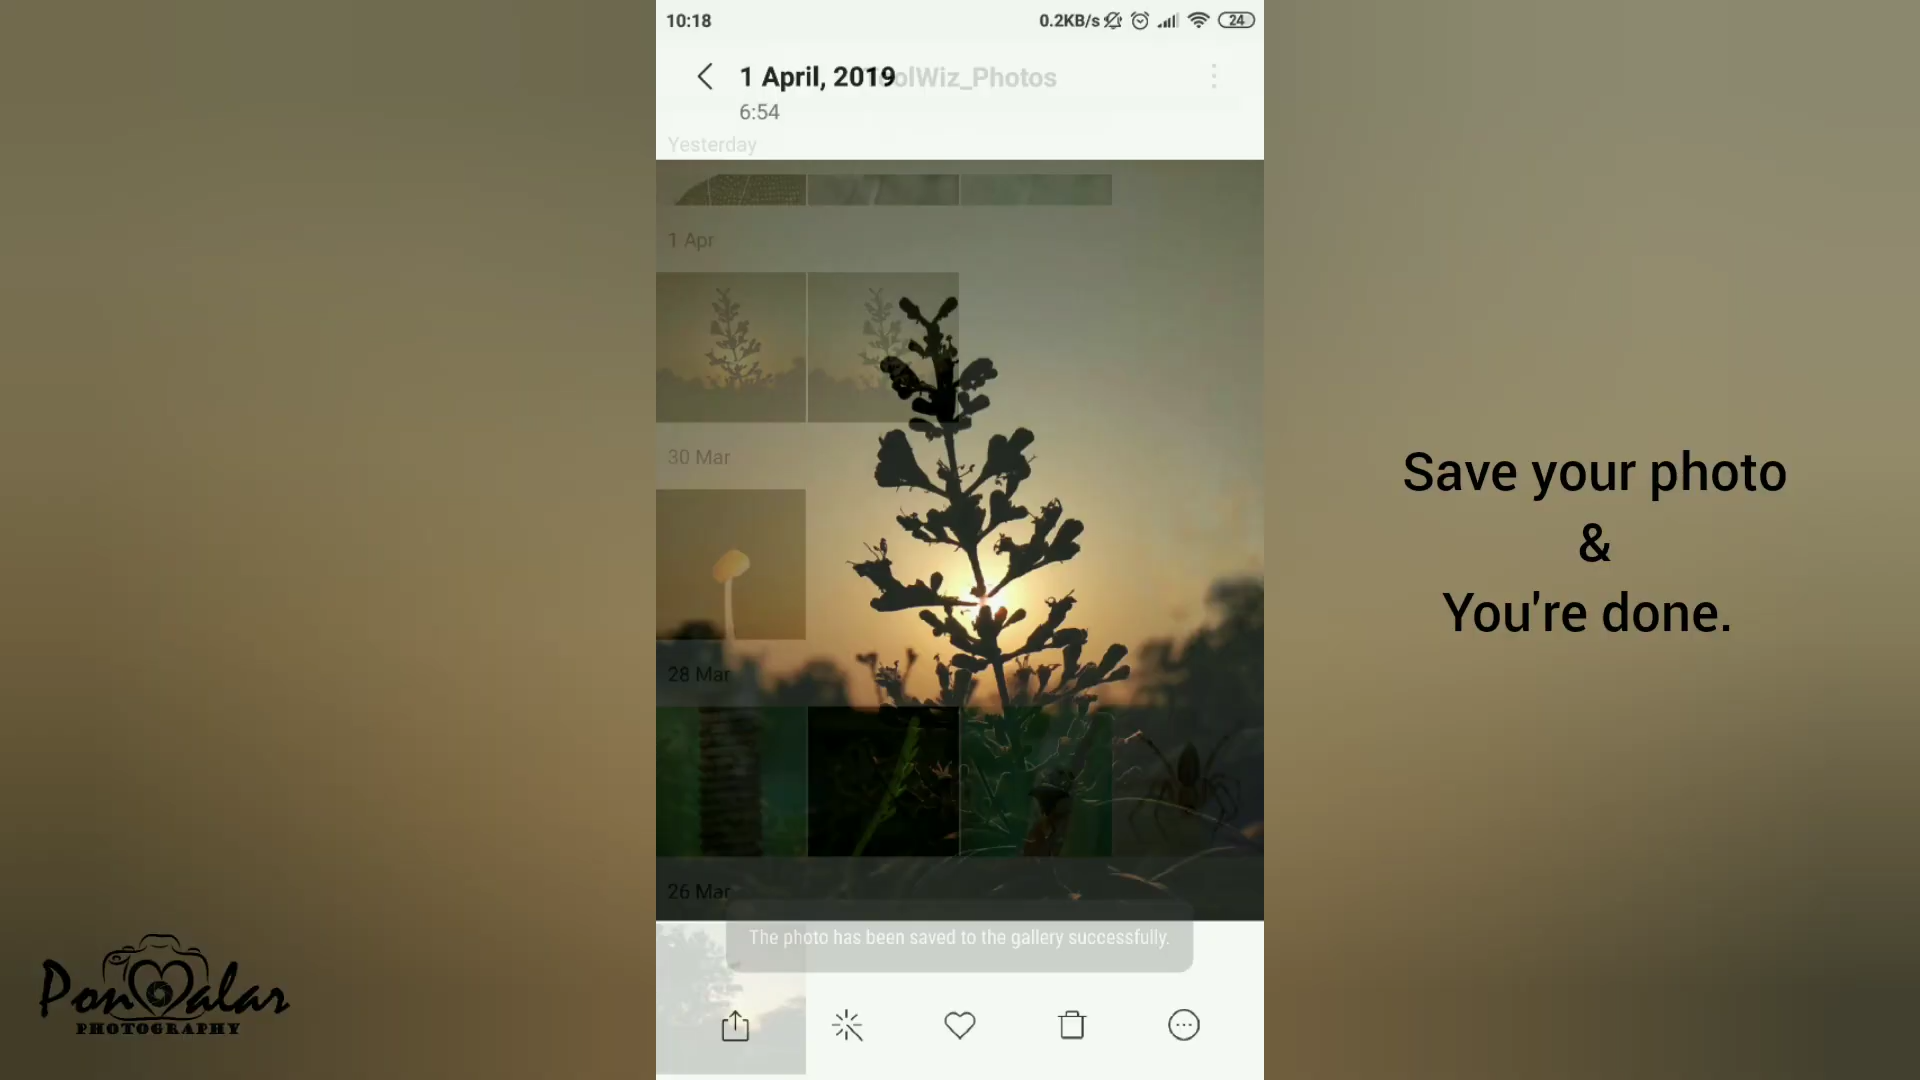 10:18
0.2KB/s
24
1 April, 2019
olWiz_Photos
6:54
Yesterday
1 Apr
30 Mar
28 Mar
26 Mar
The photo has been saved to the gallery successfully.
Save your photo
&
You're done.
Pon alar
PHOTOGRAPHY